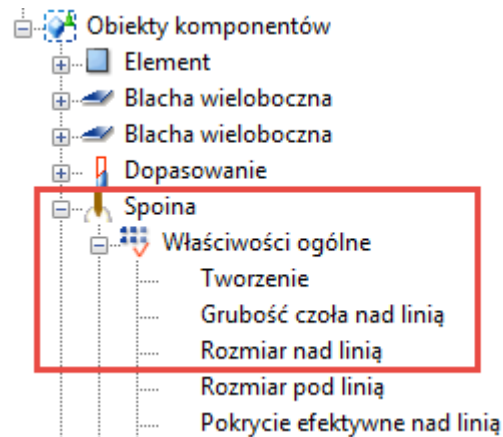 Obiekty komponentów
Element
Blacha wieloboczna
Blacha wieloboczna
Dopasowanie
Spoina
Właściwości ogólne
Tworzenie
Grubość czoła nad linią
Rozmiar nad linią
Rozmiar pod linią
Pokrycie efektywne nad linią